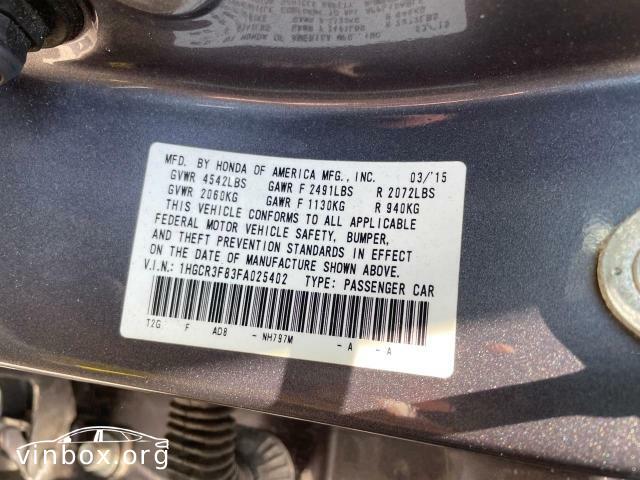 MFD. BY HONDA OF AMERICA MFG., INC. 03/'15
GVWR 4542LBS GAWR F 2491LBS R 2072LBS
GVWR 2060KG GAWR F 1130KG R 940KG
THIS VEHICLE CONFORMS TO ALL APPLICABLE
FEDERAL MOTOR VEHICLE SAFETY, BUMPER,
AND THEFT PREVENTION STANDARDS IN EFFECT
ON THE DATE OF MANUFACTURE SHOWN ABOVE.
V.I.N.: 1HGCR3F83FA025402 TYPE: PASSENGER CAR
T2G F AD8 - NH797M - A - A
vinbox.org